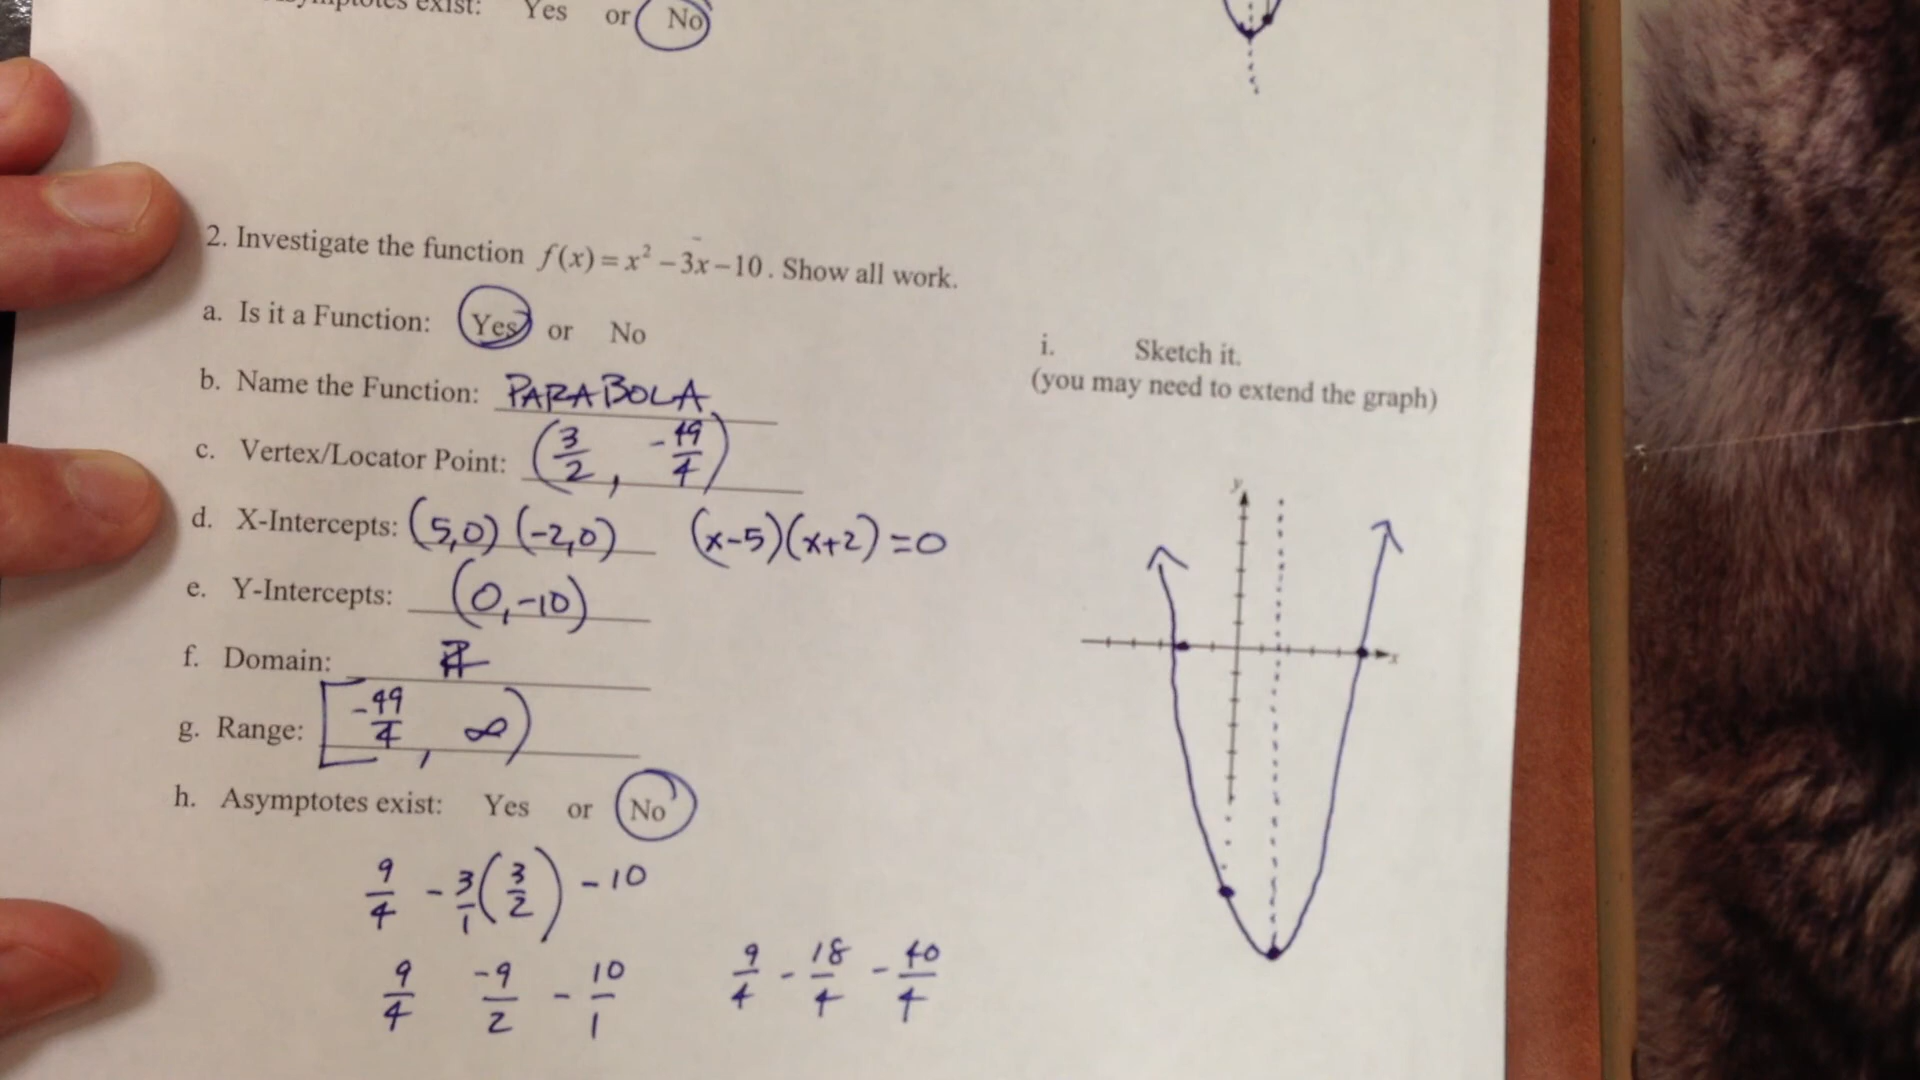 exist: Yes or No
2. Investigate the function f(x)=x² −3x−10. Show all work.
a. Is it a Function: Yes or No
b. Name the Function: PARABOLA
c. Vertex/Locator Point: (3/2, -49/4)
d. X-Intercepts: (5,0) (-2,0) (x-5)(x+2)=0
e. Y-Intercepts: (0,-10)
f. Domain: ℝ
g. Range: [-49/4, ∞)
h. Asymptotes exist: Yes or No
9/4 - 3/1(3/2) - 10
9/4 -9/2 - 10/1 9/4 - 18/4 - 40/4
i. Sketch it.
(you may need to extend the graph)
y
x